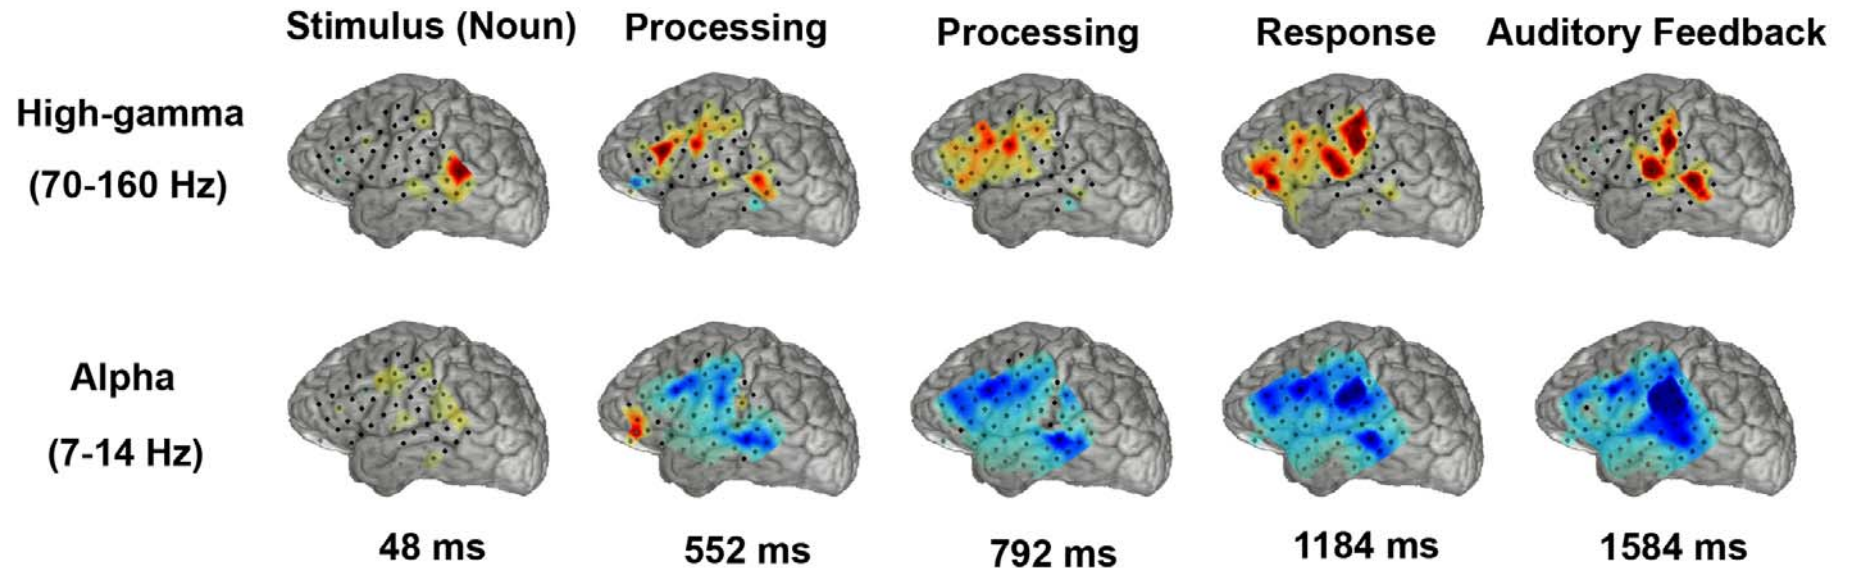 Stimulus (Noun) Processing Processing Response Auditory Feedback
High-gamma
(70-160 Hz)
Alpha
(7-14 Hz)
48 ms 552 ms 792 ms 1184 ms 1584 ms